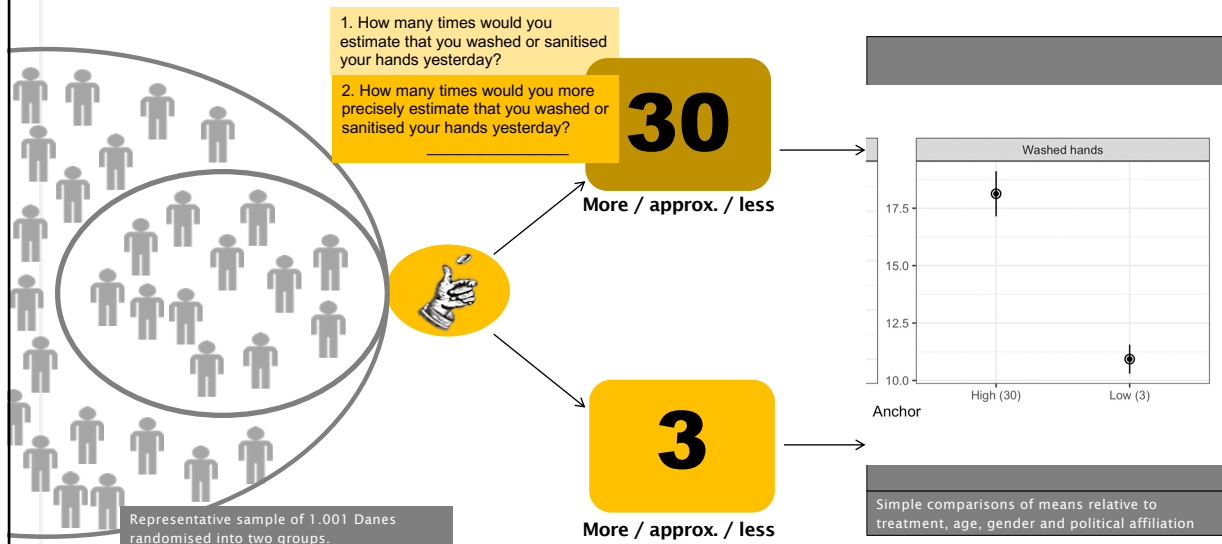 1. How many times would you
estimate that you washed or sanitised
your hands yesterday?
2. How many times would you more
precisely estimate that you washed or
sanitised your hands yesterday?
30
More / approx. / less
3
More / approx. / less
Representative sample of 1.001 Danes
randomised into two groups.
Washed hands
17.5
15.0
12.5
10.0
High (30)
Low (3)
Anchor
Simple comparisons of means relative to
treatment, age, gender and political affiliation